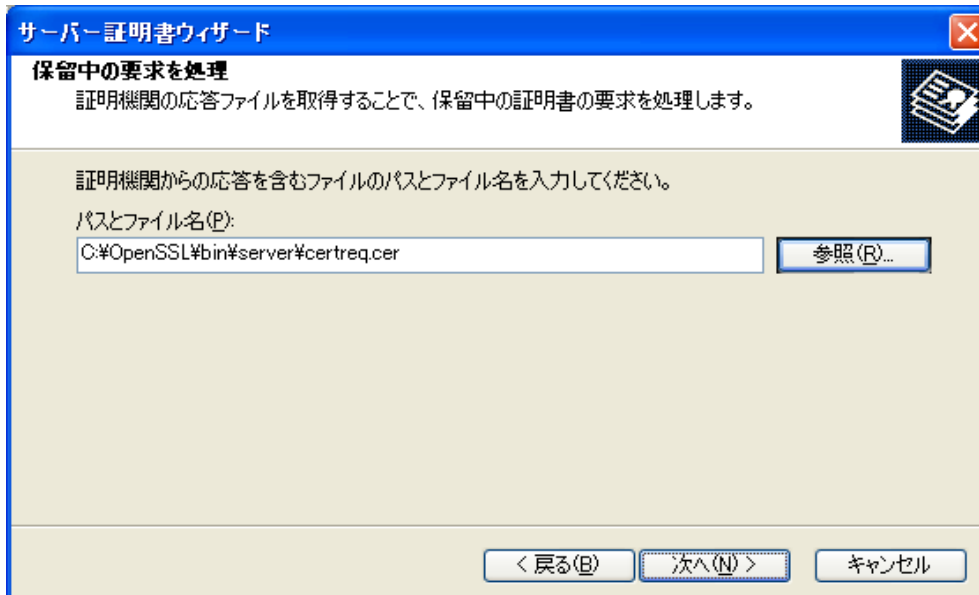 サーバー証明書ウィザード
保留中の要求を処理
証明機関の応答ファイルを取得することで、保留中の証明書の要求を処理します。
証明機関からの応答を含むファイルのパスとファイル名を入力してください。
パスとファイル名(P):
C:¥OpenSSL¥bin¥server¥certreq.cer
参照(R)...
< 戻る(B)
次へ(N) >
キャンセル